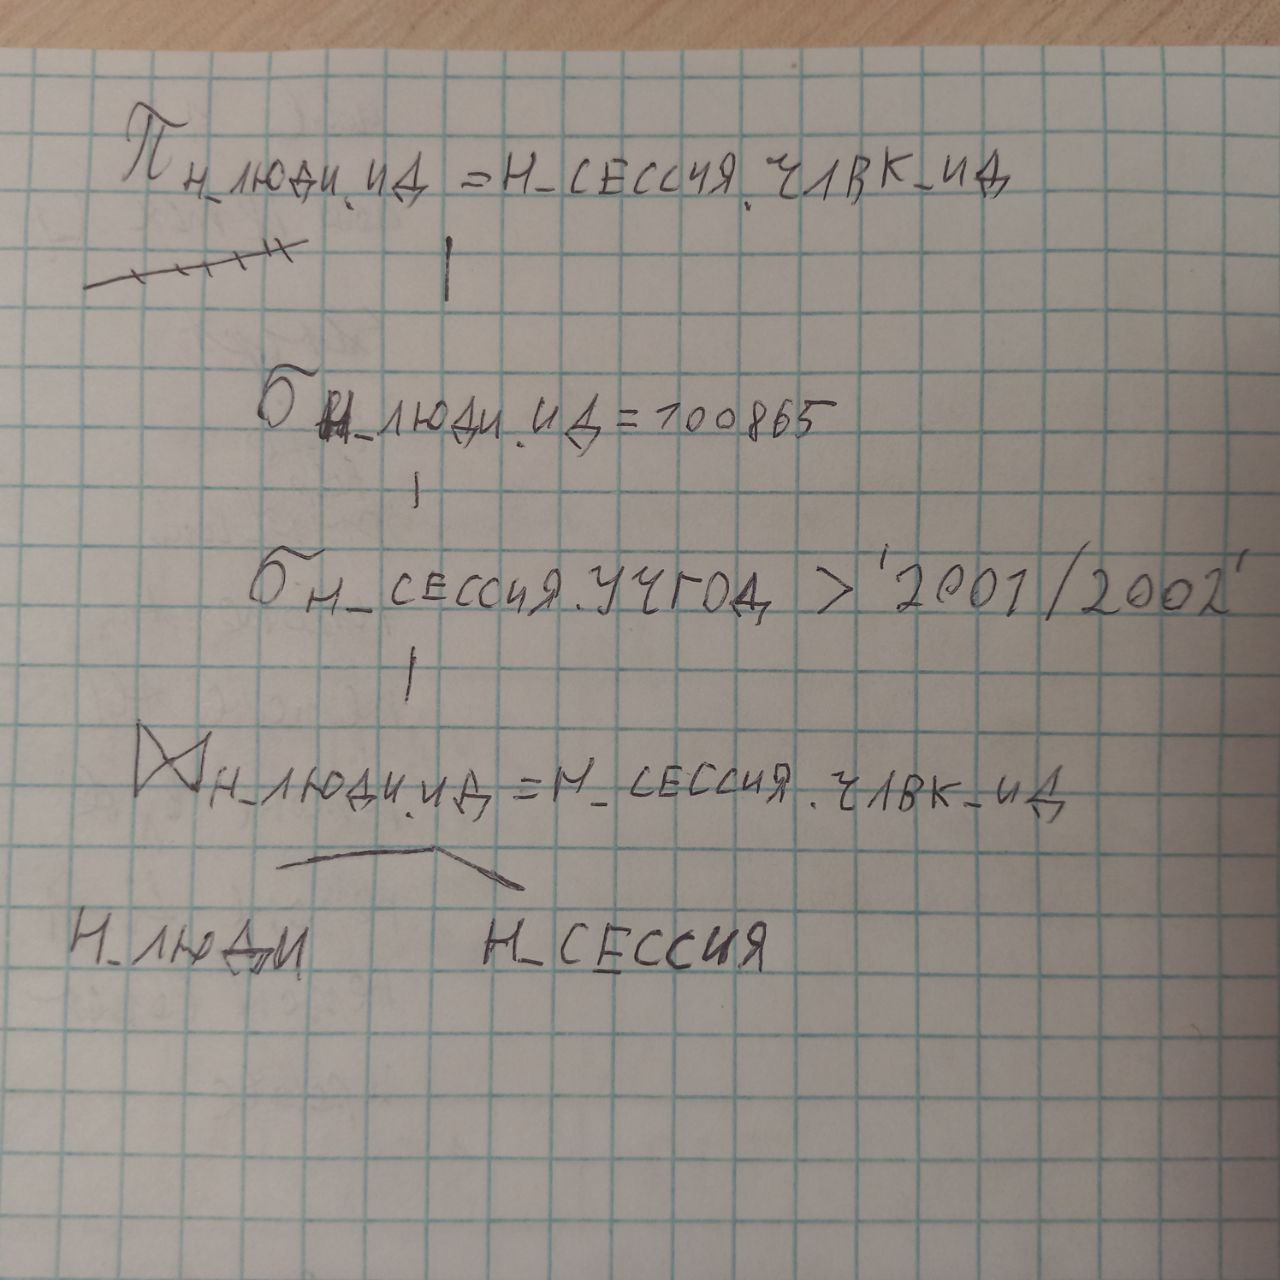 π Н_ЛЮДИ.ИД = Н_СЕССИЯ.ЧЛВК_ИД
σ Н_ЛЮДИ.ИД = 100865
σ Н_СЕССИЯ.УЧГОД > '2001/2002'
⋈ Н_ЛЮДИ.ИД = Н_СЕССИЯ.ЧЛВК_ИД
Н_ЛЮДИ Н_СЕССИЯ